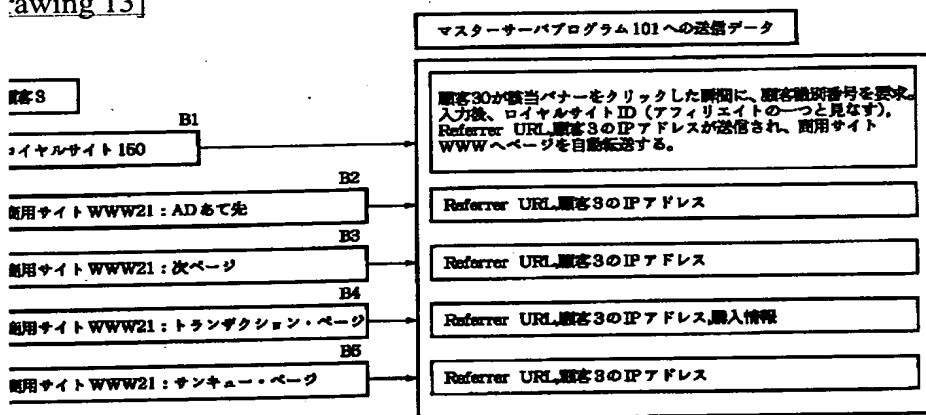 rawing 13]
マスターサーバプログラム101への送信データ
客3
B1
イヤルサイト150
顧客30が該当バナーをクリックした瞬間に、顧客識別番号を要求。
入力後、ロイヤルサイトID(アフィリエイトの一つと見なす)、
Referrer URL,顧客3のIPアドレスが送信され、商用サイト
WWWへページを自動転送する。
B2
用サイトWWW21:ADあて先
Referrer URL,顧客3のIPアドレス
B3
用サイトWWW21:次ページ
Referrer URL,顧客3のIPアドレス
B4
用サイトWWW21:トランザクション・ページ
Referrer URL,顧客3のIPアドレス,購入情報
B5
用サイトWWW21:サンキュー・ページ
Referrer URL,顧客3のIPアドレス